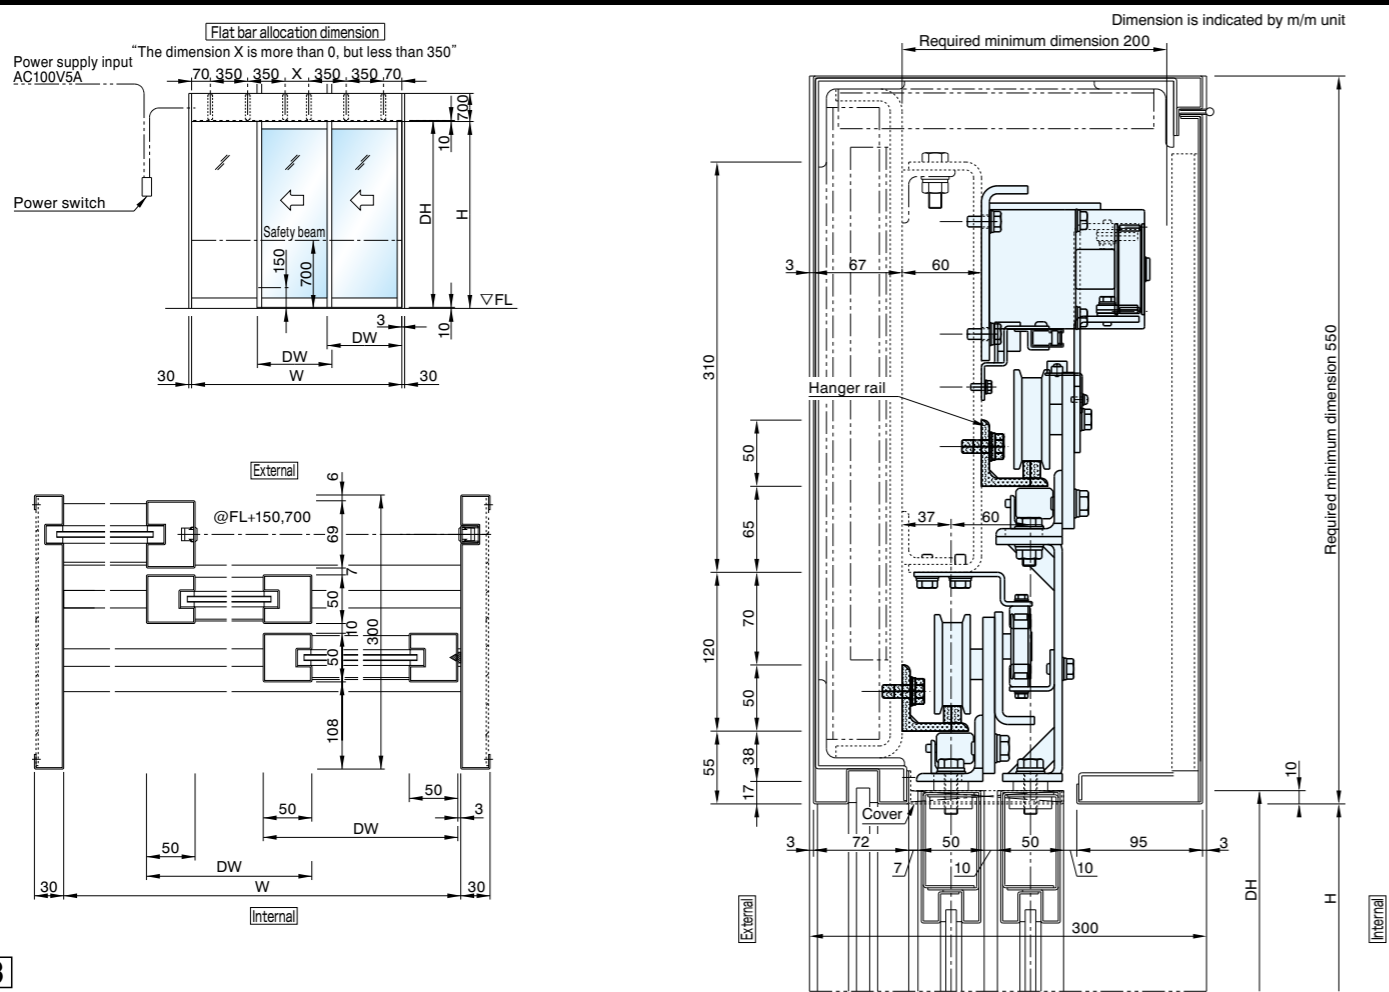 Dimension is indicated by m/m unit
Flat bar allocation dimension
“The dimension X is more than 0, but less than 350”
Power supply input
AC100V5A
70 350 350 X 350 350 70
700
10
DH
H
Power switch
Safety beam
150
700
▽FL
3
10
DW
DW
W
30
30
External
6
@FL+150,700
69
7
50
10
300
50
108
50
50
3
DW
50
DW
30
W
30
Internal
Required minimum dimension 200
3
67
60
310
Hanger rail
50
65
37
60
Required minimum dimension 550
120
70
50
55
38
17
10
Cover
3
72
50
50
95
3
7
10
10
DH
H
External
300
Internal